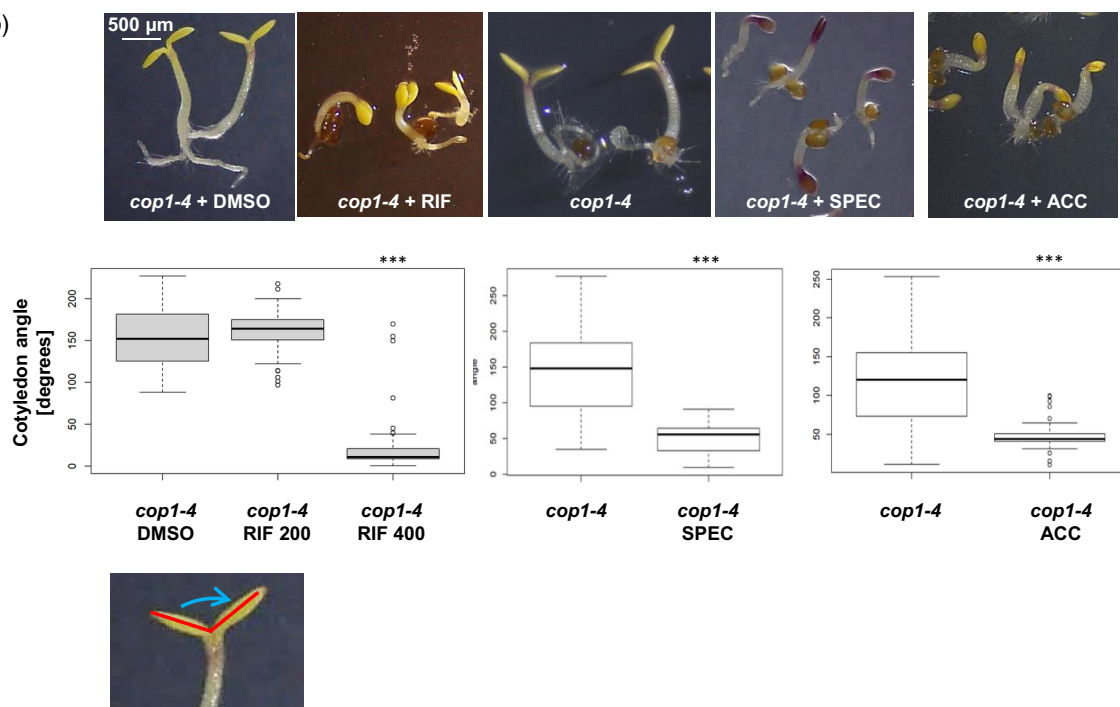 )
500 µm
cop1-4 + DMSO
cop1-4 + RIF
cop1-4
cop1-4 + SPEC
cop1-4 + ACC
Cotyledon angle
[degrees]
***
200
150
100
50
0
cop1-4
DMSO
cop1-4
RIF 200
cop1-4
RIF 400
angle
***
250
200
150
100
50
0
cop1-4
cop1-4
SPEC
***
250
200
150
100
50
cop1-4
cop1-4
ACC